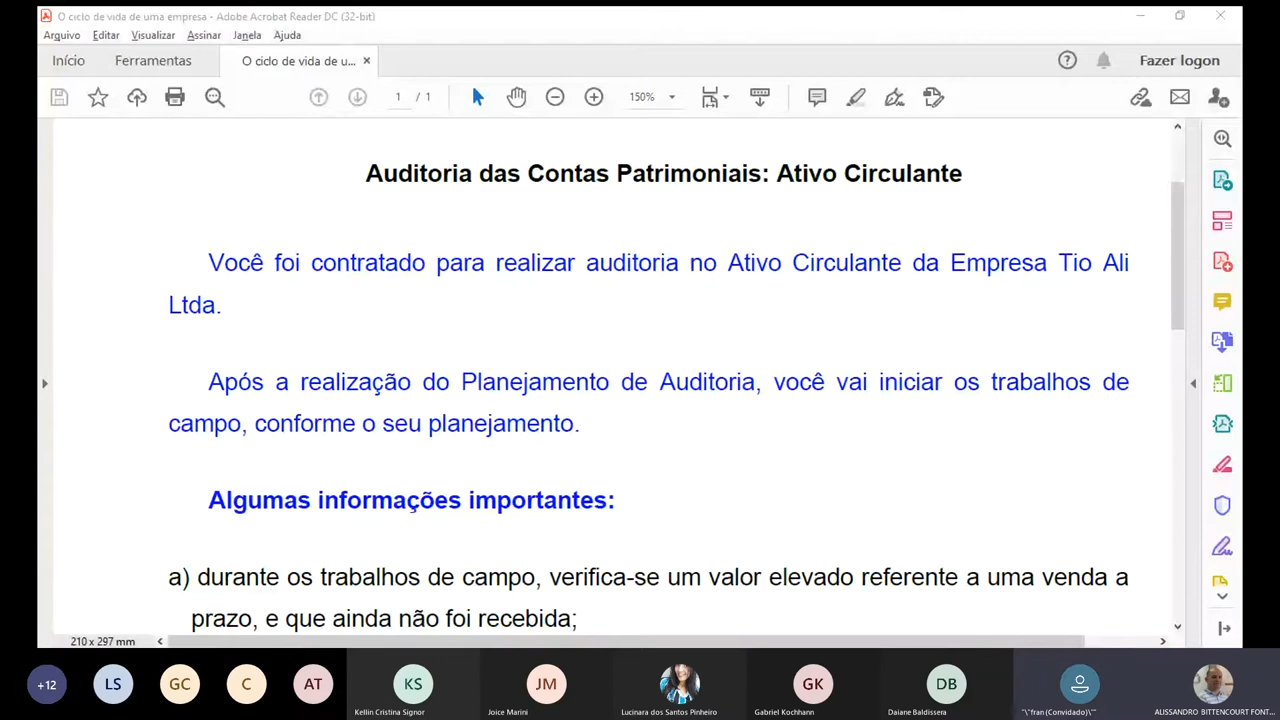 O ciclo de vida de uma empresa - Adobe Acrobat Reader DC (32-bit)
Arquivo Editar Visualizar Assinar Janela Ajuda
Início Ferramentas O ciclo de vida de u... × Fazer logon
1 / 1 150%
Auditoria das Contas Patrimoniais: Ativo Circulante
Você foi contratado para realizar auditoria no Ativo Circulante da Empresa Tio Ali
Ltda.
Após a realização do Planejamento de Auditoria, você vai iniciar os trabalhos de
campo, conforme o seu planejamento.
Algumas informações importantes:
a) durante os trabalhos de campo, verifica-se um valor elevado referente a uma venda a
prazo, e que ainda não foi recebida;
210 x 297 mm
+12 LS GC C AT KS JM GK DB
Kellin Cristina Signor Joice Marini Lucinara dos Santos Pinheiro Gabriel Kochhann Daiane Baldissera "\"fran (Convidado)\"" ALISSANDRO BITTENCOURT FONT...